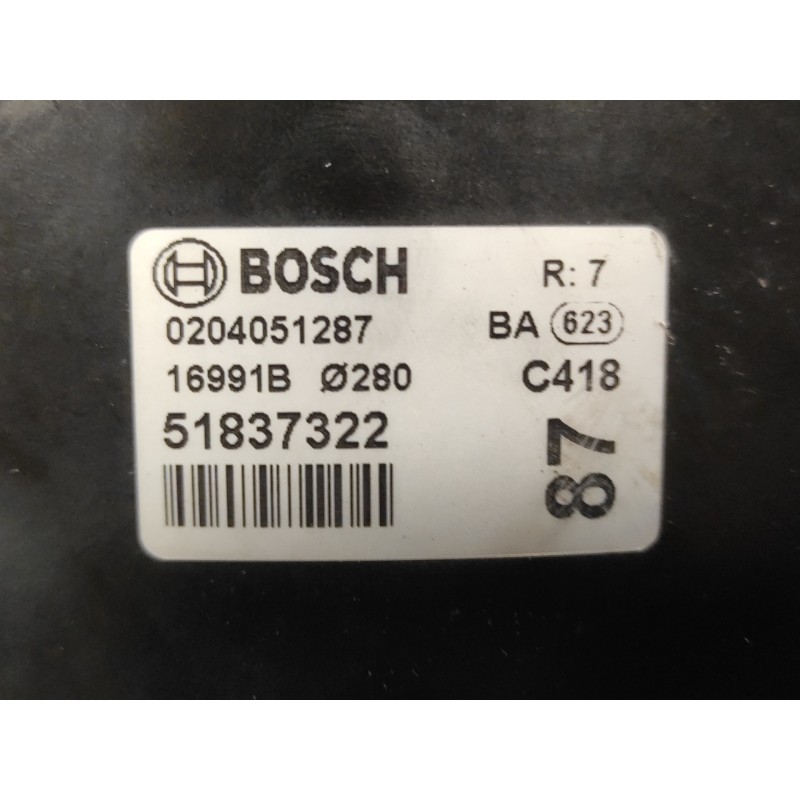 BOSCH R: 7
0204051287 BA 623
16991B Ø280 C418
51837322
87